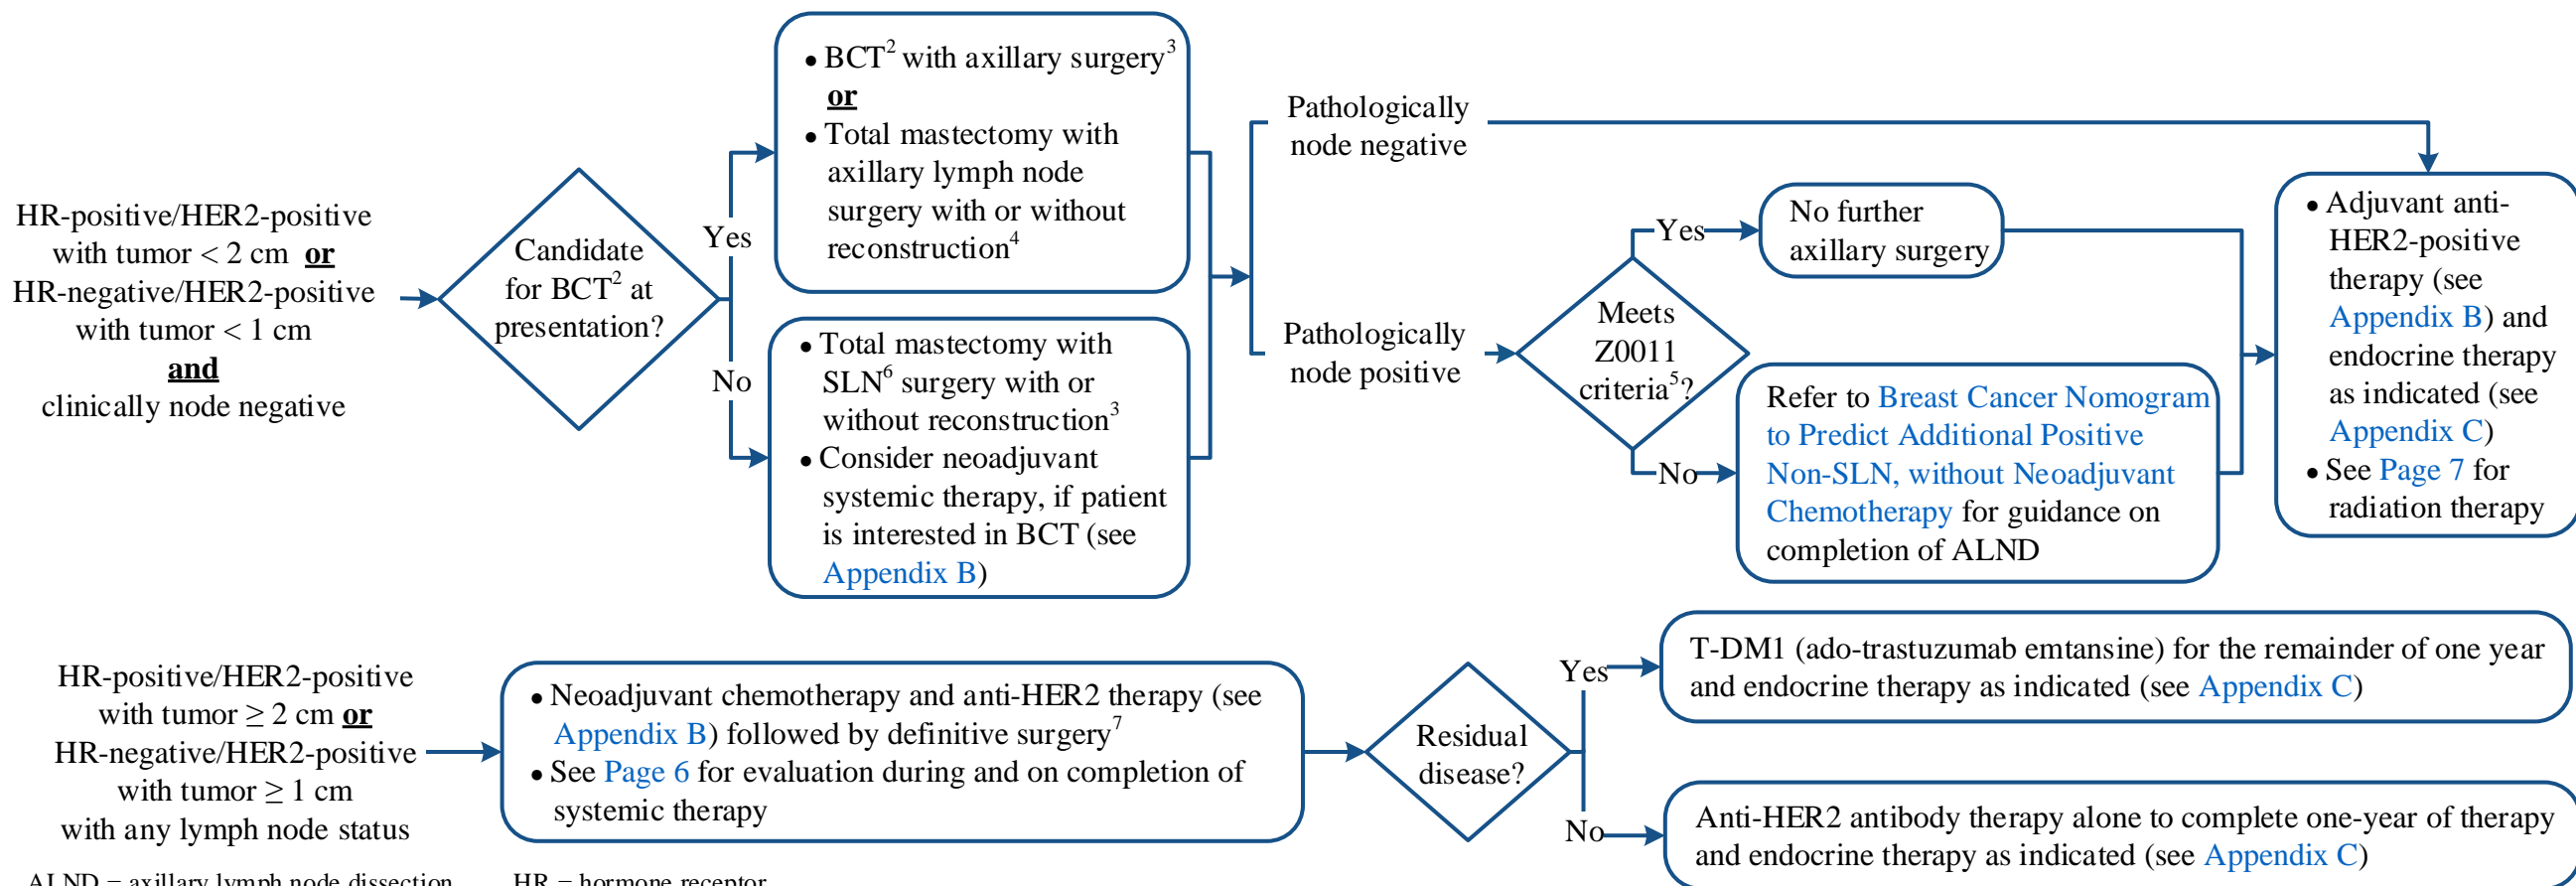 HR-positive/HER2-positive
with tumor < 2 cm or
HR-negative/HER2-positive
with tumor < 1 cm
and
clinically node negative
Candidate
for BCT² at
presentation?
Yes
No
• BCT² with axillary surgery³
or
• Total mastectomy with
axillary lymph node
surgery with or without
reconstruction⁴
• Total mastectomy with
SLN⁶ surgery with or
without reconstruction³
• Consider neoadjuvant
systemic therapy, if patient
is interested in BCT (see
Appendix B)
Pathologically
node negative
Pathologically
node positive
Meets
Z0011
criteria⁵?
Yes
No
No further
axillary surgery
Refer to Breast Cancer Nomogram
to Predict Additional Positive
Non-SLN, without Neoadjuvant
Chemotherapy for guidance on
completion of ALND
• Adjuvant anti-
HER2-positive
therapy (see
Appendix B) and
endocrine therapy
as indicated (see
Appendix C)
• See Page 7 for
radiation therapy
HR-positive/HER2-positive
with tumor ≥ 2 cm or
HR-negative/HER2-positive
with tumor ≥ 1 cm
with any lymph node status
• Neoadjuvant chemotherapy and anti-HER2 therapy (see
Appendix B) followed by definitive surgery⁷
• See Page 6 for evaluation during and on completion of
systemic therapy
Residual
disease?
Yes
No
T-DM1 (ado-trastuzumab emtansine) for the remainder of one year
and endocrine therapy as indicated (see Appendix C)
Anti-HER2 antibody therapy alone to complete one-year of therapy
and endocrine therapy as indicated (see Appendix C)
ALND = axillary lymph node dissection HR = hormone receptor